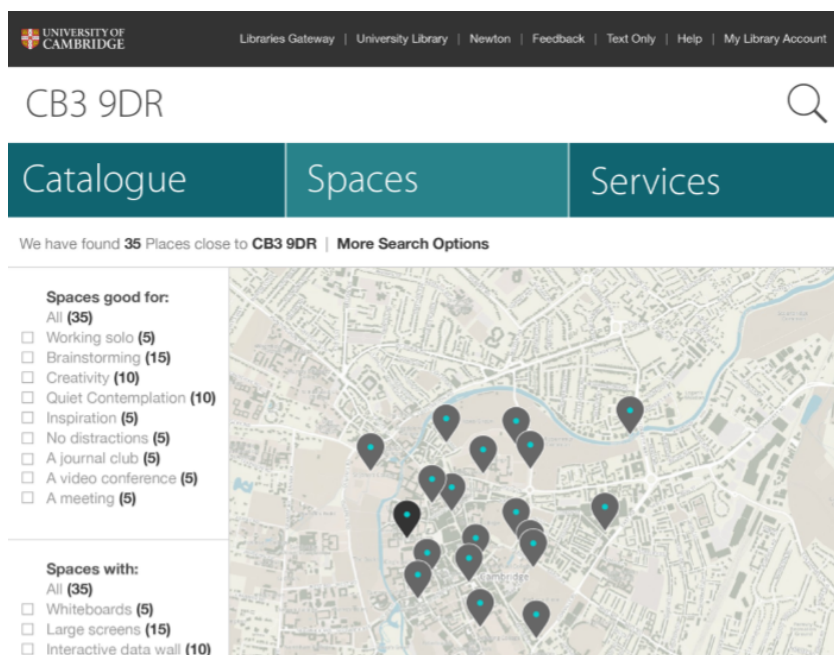 UNIVERSITY OF
CAMBRIDGE
Libraries Gateway | University Library | Newton | Feedback | Text Only | Help | My Library Account
CB3 9DR
Catalogue
Spaces
Services
We have found 35 Places close to CB3 9DR | More Search Options
Spaces good for:
All (35)
Working solo (5)
Brainstorming (15)
Creativity (10)
Quiet Contemplation (10)
Inspiration (5)
No distractions (5)
A journal club (5)
A video conference (5)
A meeting (5)
Spaces with:
All (35)
Whiteboards (5)
Large screens (15)
Interactive data wall (10)
Cambridge